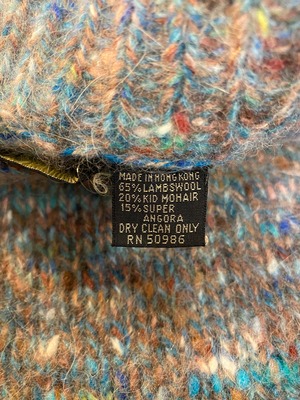 MADE IN HONG KONG
65% LAMBSWOOL
20% KID MOHAIR
15% SUPER
ANGORA
DRY CLEAN ONLY
RN 50986